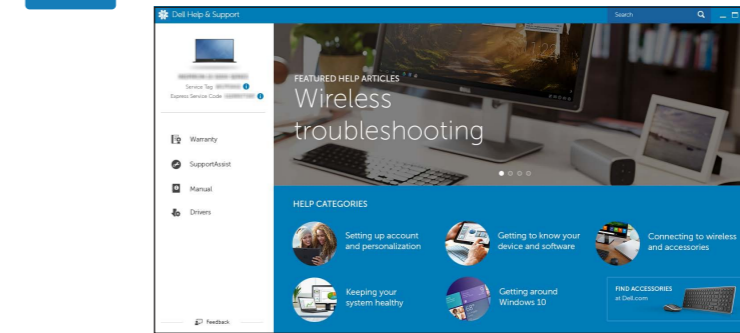 Dell Help & Support
Search
Service Tag
Express Service Code
Warranty
SupportAssist
Manual
Drivers
Feedback
FEATURED HELP ARTICLES
Wireless
troubleshooting
HELP CATEGORIES
Setting up account
and personalization
Getting to know your
device and software
Connecting to wireless
and accessories
Keeping your
system healthy
Getting around
Windows 10
FIND ACCESSORIES
at Dell.com